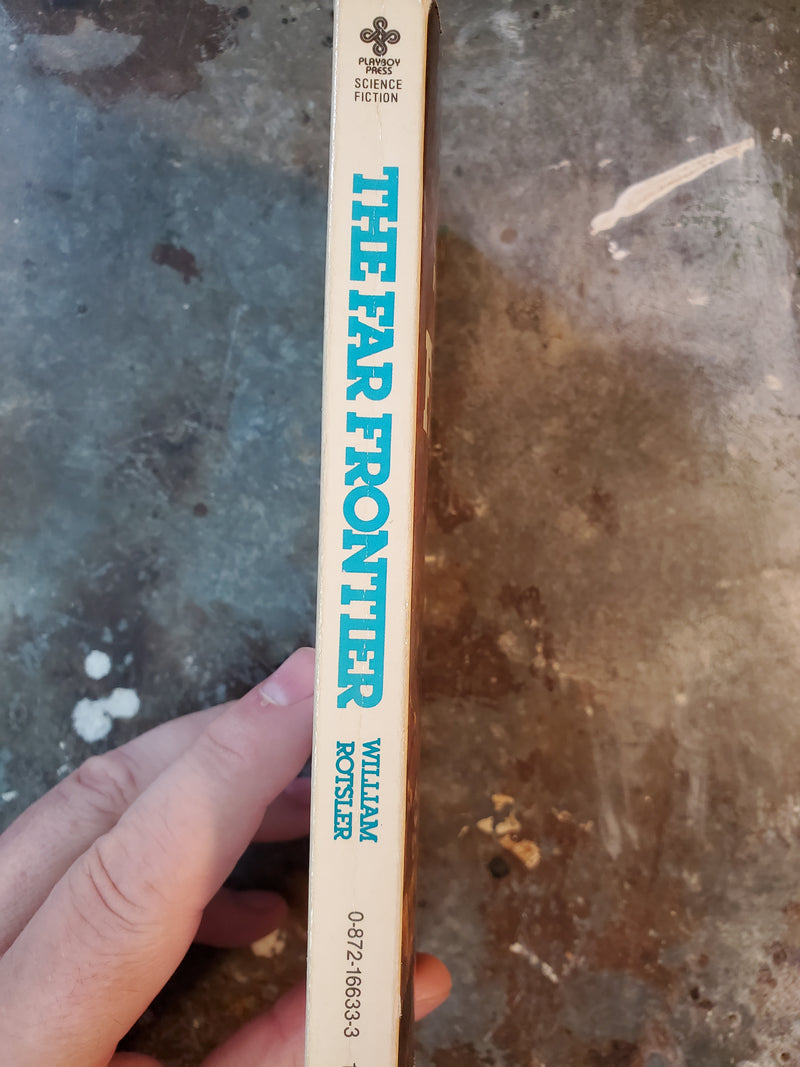 PLAYBOY
PRESS
SCIENCE
FICTION
THE FAR FRONTIER
WILLIAM
ROTSLER
0-872-16633-3